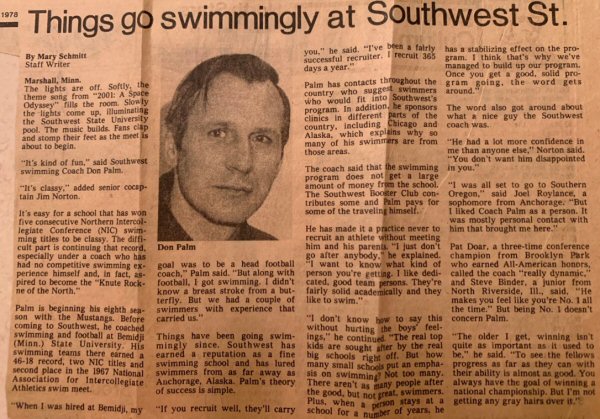 1978
Things go swimmingly at Southwest St.
By Mary Schmitt
Staff Writer
Marshall, Minn.
The lights are off. Softly, the
theme song from "2001: A Space
Odyssey" fills the room. Slowly
the lights come up, illuminating
the Southwest State University
pool. The music builds. Fans clap
and stomp their feet as the meet is
about to begin.
"It's kind of fun," said Southwest
swimming Coach Don Palm.
"It's classy," added senior cocap-
tain Jim Norton.
It's easy for a school that has won
five consecutive Northern Intercol-
legiate Conference (NIC) swim-
ming titles to be classy. The diffi-
cult part is continuing that record,
especially under a coach who has
had no competitive swimming ex-
perience himself and, in fact, as-
pired to become the "Knute Rock-
ne of the North."
Palm is beginning his eighth sea-
son with the Mustangs. Before
coming to Southwest, he coached
swimming and football at Bemidji
(Minn.) State University. His
swimming teams there earned a
46-18 record, two NIC titles and
second place in the 1967 National
Association for Intercollegiate
Athletics swim meet.
"When I was hired at Bemidji, my
Don Palm
goal was to be a head football
coach," Palm said. "But along with
football, I got swimming. I didn't
know a breast stroke from a but-
terfly. But we had a couple of
swimmers with experience that
carried us."
Things have been going swim-
mingly since. Southwest has
earned a reputation as a fine
swimming school and has lured
swimmers from as far away as
Anchorage, Alaska. Palm's theory
of success is simple.
"If you recruit well, they'll carry
you," he said. "I've been a fairly
successful recruiter. I recruit 365
days a year."
Palm has contacts throughout the
country who suggest swimmers
who would fit into Southwest's
program. In addition, he sponsors
clinics in different parts of the
country, including Chicago and
Alaska, which explains why so
many of his swimmers are from
those areas.
The coach said that the swimming
program does not get a large
amount of money from the school.
The Southwest Booster Club con-
tributes some and Palm pays for
some of the traveling himself.
He has made it a practice never to
recruit an athlete without meeting
him and his parents. "I just don't
go after anybody," he explained.
"I want to know what kind of
person you're getting. I like dedi-
cated, good team persons. They're
fairly solid academically and they
like to swim."
"I don't know how to say this
without hurting the boys' feel-
ings," he continued. "The real top
kids are sought after by the real
big schools right off. But how
many small schools put an empha-
sis on swimming? Not too many.
There aren't as many people after
the good, but not great, swimmers.
Plus, when a person stays at a
school for a number of years he
has a stabilizing effect on the pro-
gram. I think that's why we've
managed to build up our program.
Once you get a good, solid pro-
gram going, the word gets
around."
The word also got around about
what a nice guy the Southwest
coach was.
"He had a lot more confidence in
me than anyone else," Norton said.
"You don't want him disappointed
in you."
"I was all set to go to Southern
Oregon," said Joel Roylance, a
sophomore from Anchorage. "But
I liked Coach Palm as a person. It
was mostly personal contact with
him that brought me here."
Pat Doar, a three-time conference
champion from Brooklyn Park
who earned All-American honors,
called the coach "really dynamic,"
and Steve Binder, a junior from
North Riverside, Ill., said. "He
makes you feel like you're No. 1 all
the time." But being No. 1 doesn't
concern Palm.
"The older I get, winning isn't
quite as important as it used to
be," he said. "To see the fellows
progress as far as they can with
their ability is almost as good. You
always have the goal of winning a
national championship. But I'm not
getting any gray hairs over it."